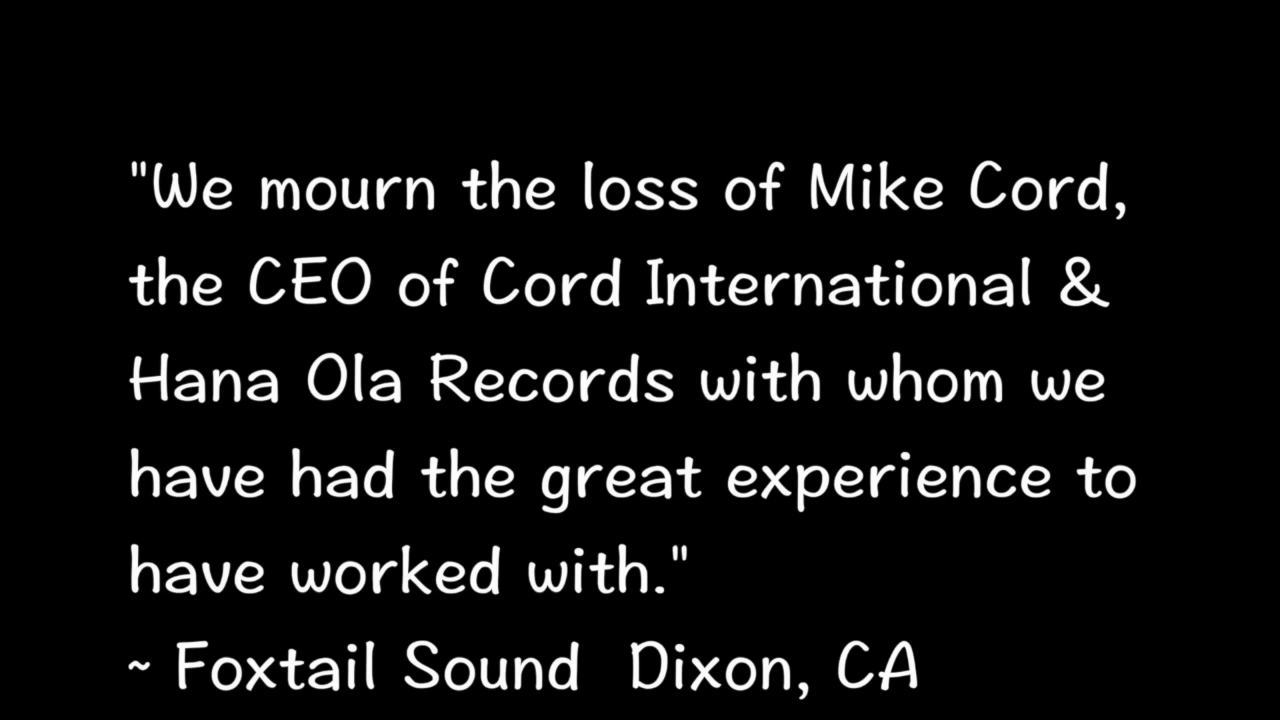 "We mourn the loss of Mike Cord,
the CEO of Cord International &
Hana Ola Records with whom we
have had the great experience to
have worked with."
~ Foxtail Sound  Dixon, CA